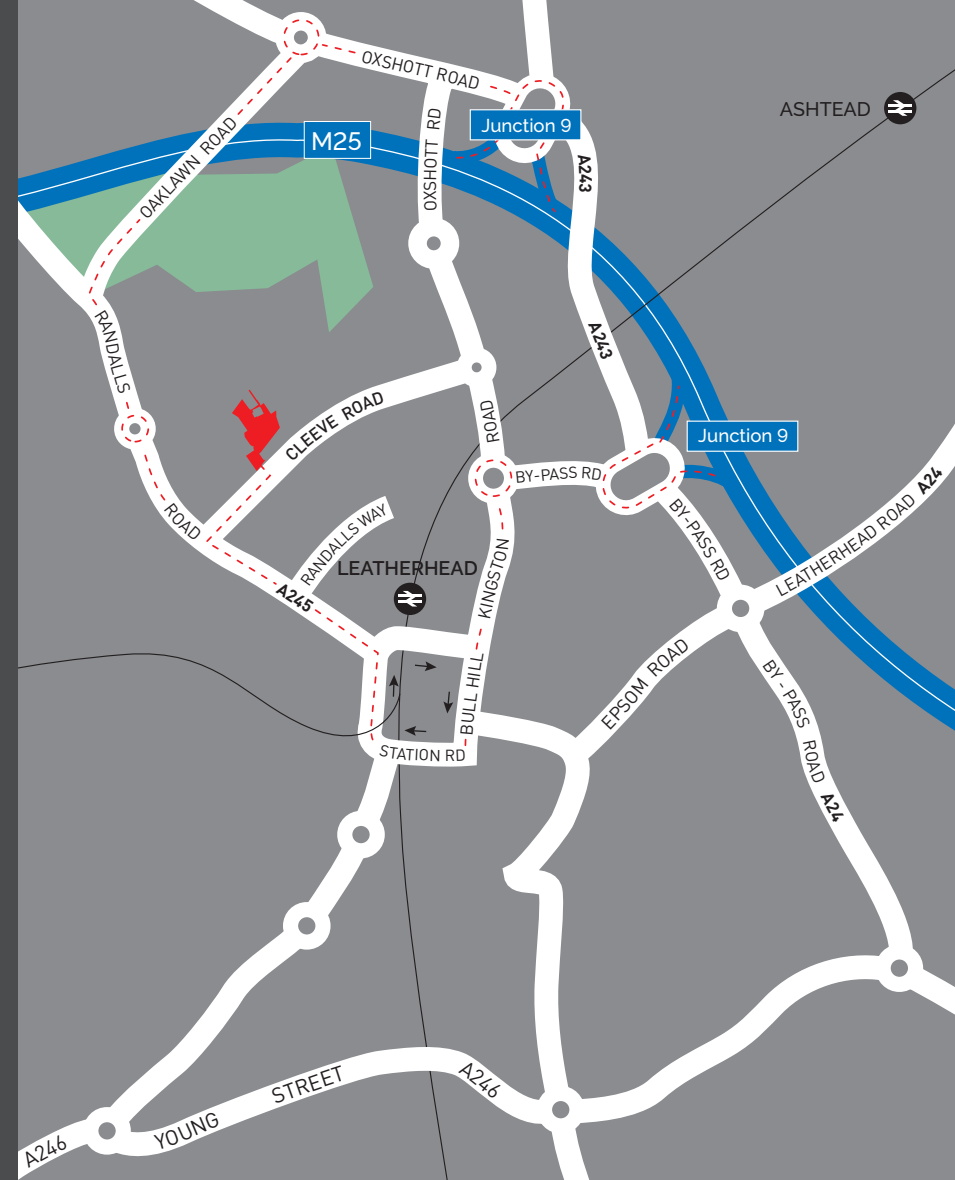 OXSHOTT ROAD
ASHTEAD
Junction 9
M25
OXSHOTT RD
OAKLAWN ROAD
A243
RANDALLS
A243
CLEEVE ROAD
ROAD
Junction 9
BY-PASS RD
A24
LEATHERHEAD ROAD
ROAD
RANDALLS WAY
BY-PASS RD
LEATHERHEAD
KINGSTON
A245
EPSOM ROAD
BULL HILL
BY - PASS ROAD A24
STATION RD
A246
YOUNG STREET
A246